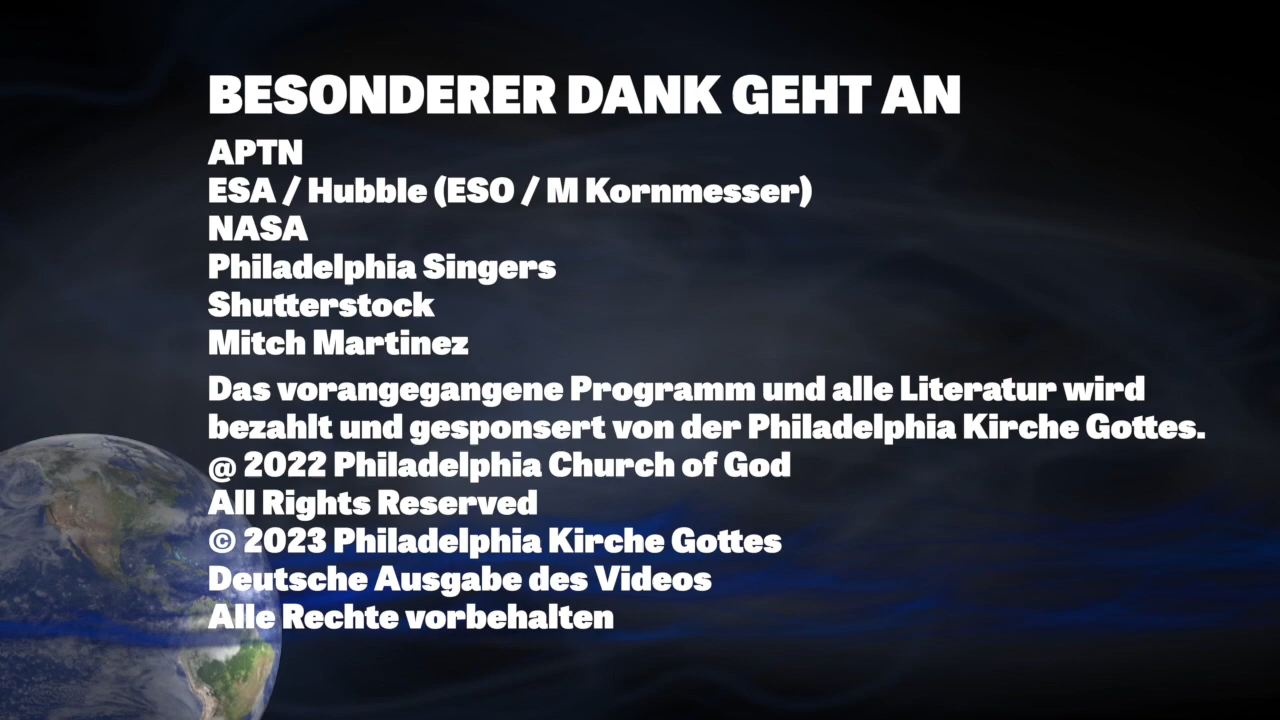 BESONDERER DANK GEHT AN
APTN
ESA / Hubble (ESO / M Kornmesser)
NASA
Philadelphia Singers
Shutterstock
Mitch Martinez
Das vorangegangene Programm und alle Literatur wird
bezahlt und gesponsert von der Philadelphia Kirche Gottes.
@ 2022 Philadelphia Church of God
All Rights Reserved
© 2023 Philadelphia Kirche Gottes
Deutsche Ausgabe des Videos
Alle Rechte vorbehalten